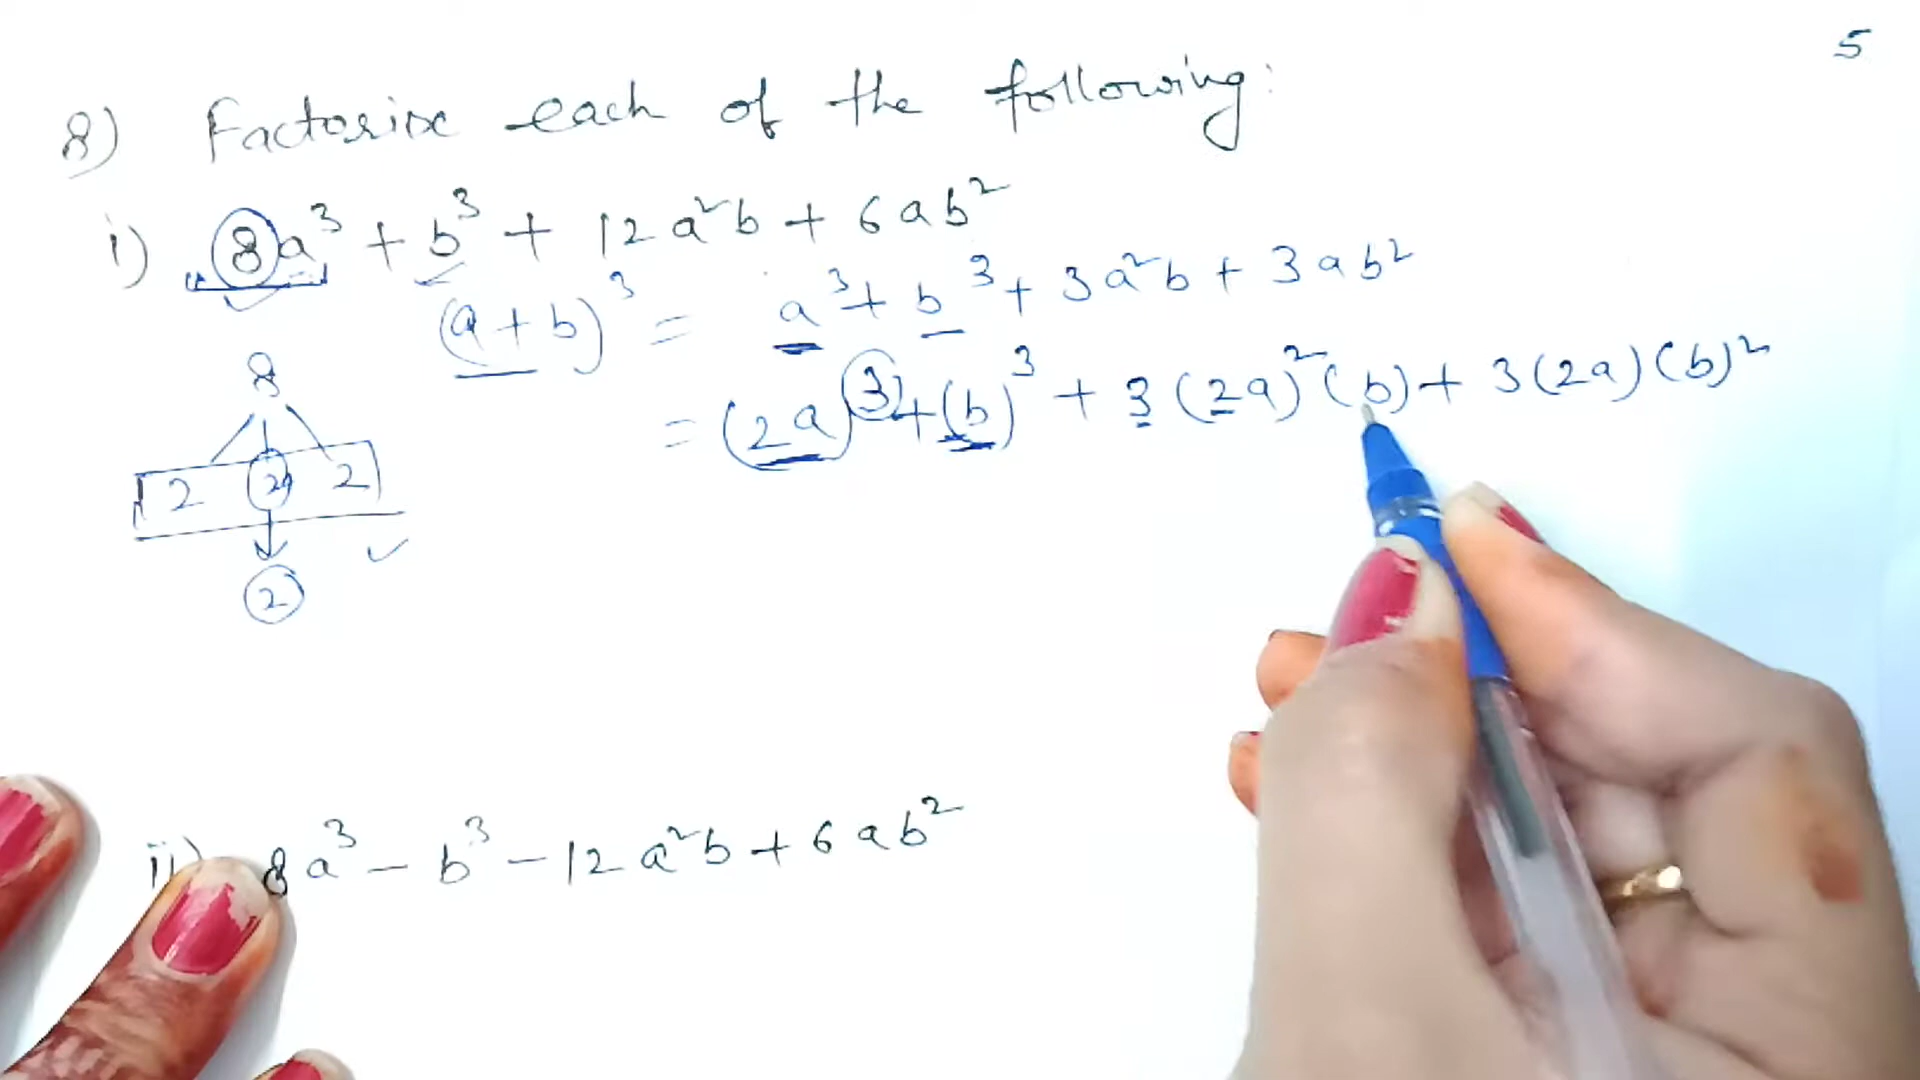 5
8) Factorise each of the following:
i) 8a³ + b³ + 12a²b + 6ab²
(a+b)³ = a³ + b³ + 3a²b + 3ab²
= (2a)³ + (b)³ + 3(2a)²(b) + 3(2a)(b)²
8
2 2 2
2
ii) 8a³ - b³ - 12a²b + 6ab²